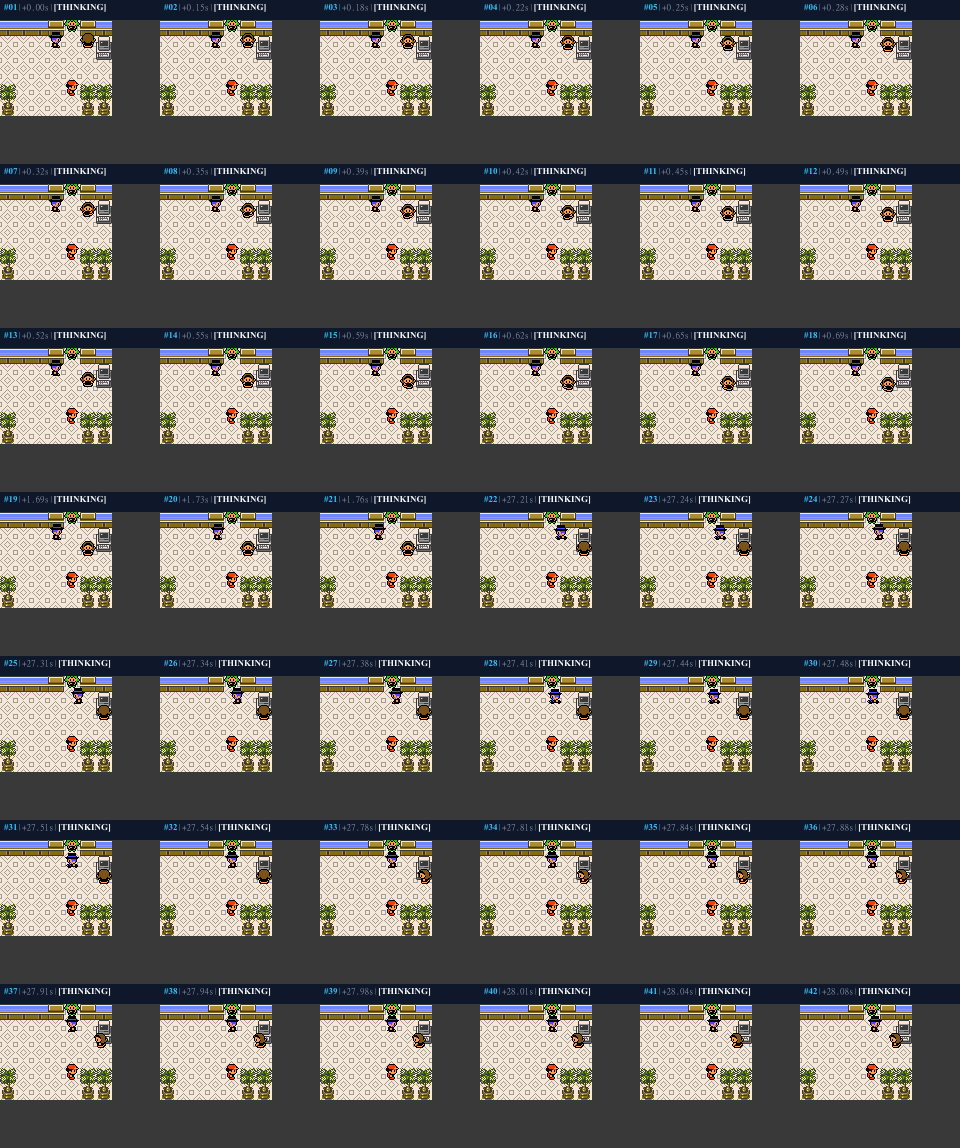 #01|+0.00s|[THINKING]
#02|+0.15s|[THINKING]
#03|+0.18s|[THINKING]
#04|+0.22s|[THINKING]
#05|+0.25s|[THINKING]
#06|+0.28s|[THINKING]
#07|+0.32s|[THINKING]
#08|+0.35s|[THINKING]
#09|+0.39s|[THINKING]
#10|+0.42s|[THINKING]
#11|+0.45s|[THINKING]
#12|+0.49s|[THINKING]
#13|+0.52s|[THINKING]
#14|+0.55s|[THINKING]
#15|+0.59s|[THINKING]
#16|+0.62s|[THINKING]
#17|+0.65s|[THINKING]
#18|+0.69s|[THINKING]
#19|+1.69s|[THINKING]
#20|+1.73s|[THINKING]
#21|+1.76s|[THINKING]
#22|+27.21s|[THINKING]
#23|+27.24s|[THINKING]
#24|+27.27s|[THINKING]
#25|+27.31s|[THINKING]
#26|+27.34s|[THINKING]
#27|+27.38s|[THINKING]
#28|+27.41s|[THINKING]
#29|+27.44s|[THINKING]
#30|+27.48s|[THINKING]
#31|+27.51s|[THINKING]
#32|+27.54s|[THINKING]
#33|+27.78s|[THINKING]
#34|+27.81s|[THINKING]
#35|+27.84s|[THINKING]
#36|+27.88s|[THINKING]
#37|+27.91s|[THINKING]
#38|+27.94s|[THINKING]
#39|+27.98s|[THINKING]
#40|+28.01s|[THINKING]
#41|+28.04s|[THINKING]
#42|+28.08s|[THINKING]